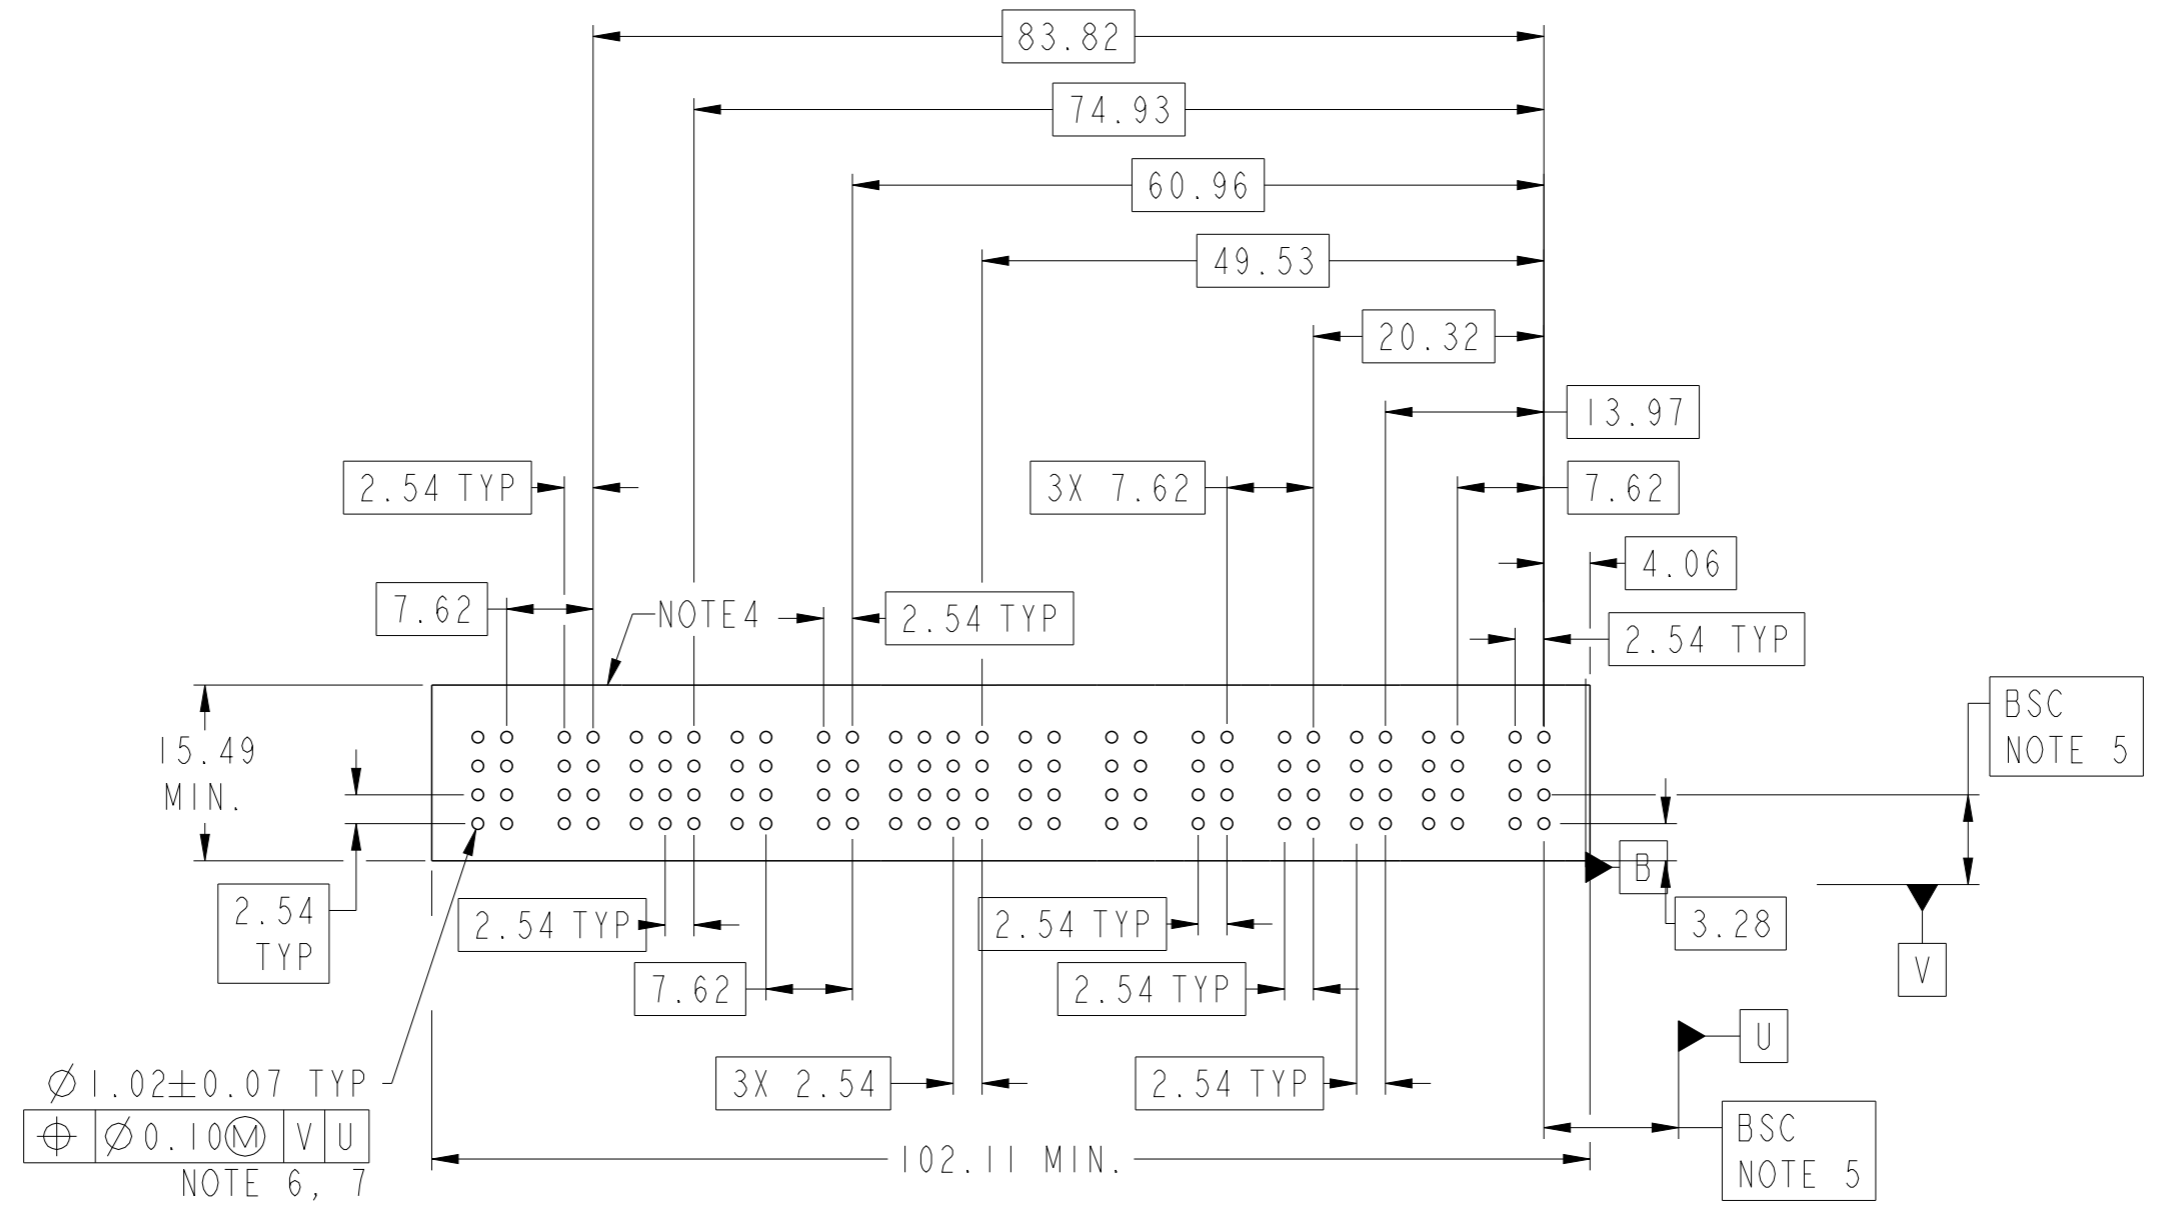 83.82
74.93
60.96
49.53
20.32
13.97
2.54 TYP
3X 7.62
7.62
4.06
7.62
NOTE4
2.54 TYP
2.54 TYP
15.49
MIN.
BSC
NOTE 5
B
2.54
TYP
2.54 TYP
2.54 TYP
3.28
V
7.62
2.54 TYP
U
Ø1.02±0.07 TYP
3X 2.54
2.54 TYP
⌖ Ø0.10Ⓜ V U
NOTE 6, 7
102.11 MIN.
BSC
NOTE 5